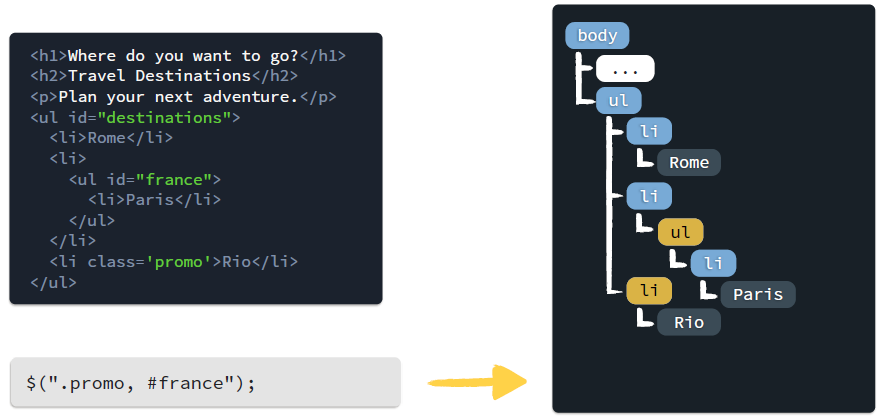 <h1>Where do you want to go?</h1>
<h2>Travel Destinations</h2>
<p>Plan your next adventure.</p>
<ul id="destinations">
  <li>Rome</li>
  <li>
    <ul id="france">
      <li>Paris</li>
    </ul>
  </li>
  <li class='promo'>Rio</li>
</ul>
$(".promo, #france");
body
...
ul
li
Rome
li
ul
li
Paris
li
Rio